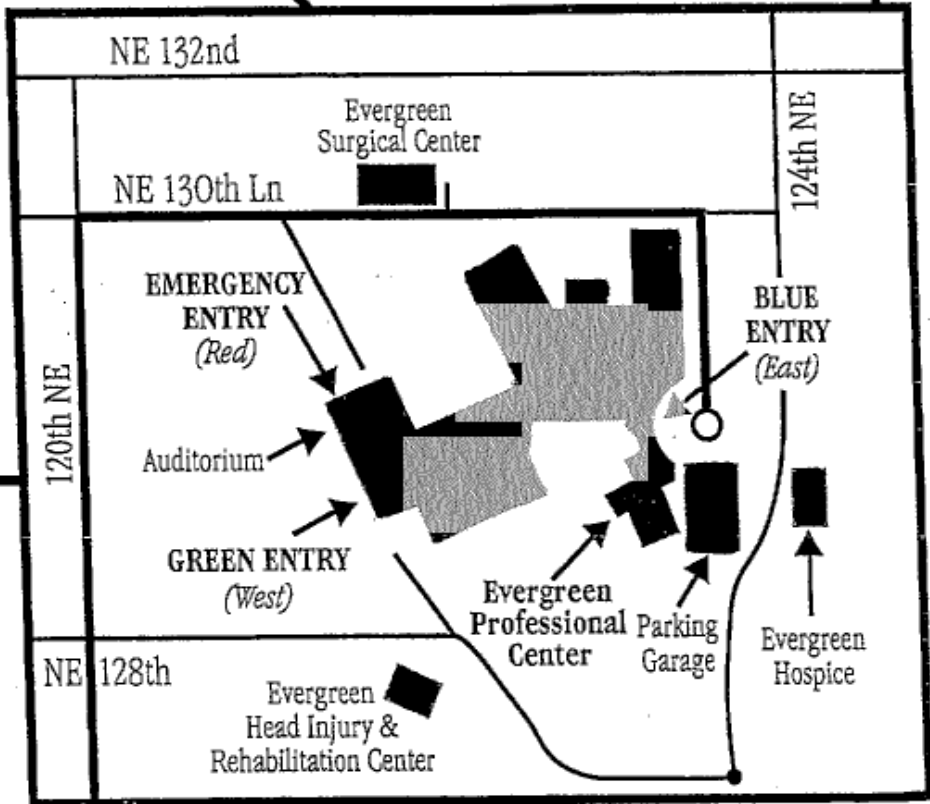 NE 132nd
Evergreen
Surgical Center
124th NE
NE 130th Ln
EMERGENCY
ENTRY
(Red)
BLUE
ENTRY
(East)
120th NE
Auditorium
GREEN ENTRY
(West)
Evergreen
Professional
Center
Parking
Garage
Evergreen
Hospice
NE 128th
Evergreen
Head Injury &
Rehabilitation Center